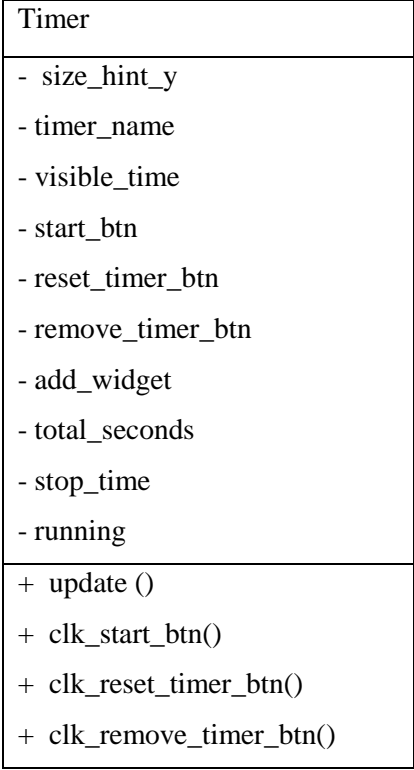 Timer
- size_hint_y
- timer_name
- visible_time
- start_btn
- reset_timer_btn
- remove_timer_btn
- add_widget
- total_seconds
- stop_time
- running
+ update ()
+ clk_start_btn()
+ clk_reset_timer_btn()
+ clk_remove_timer_btn()